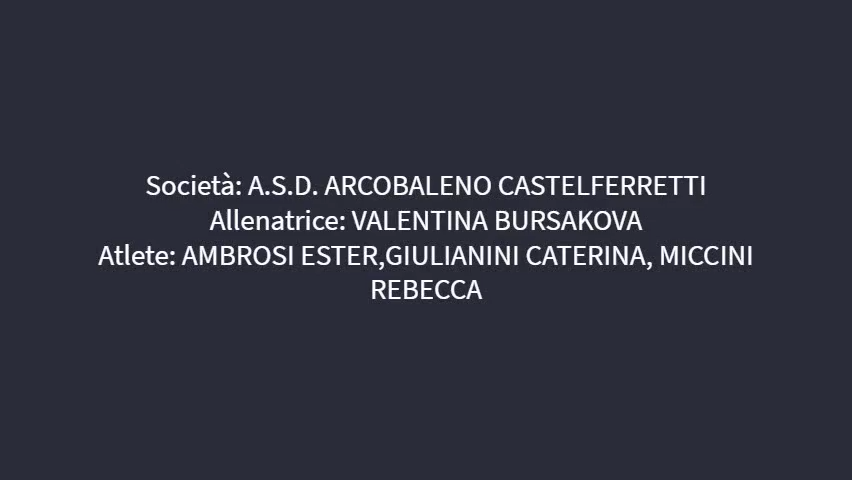 Società: A.S.D. ARCOBALENO CASTELFERRETTI
Allenatrice: VALENTINA BURSAKOVA
Atlete: AMBROSI ESTER,GIULIANINI CATERINA, MICCINI
REBECCA